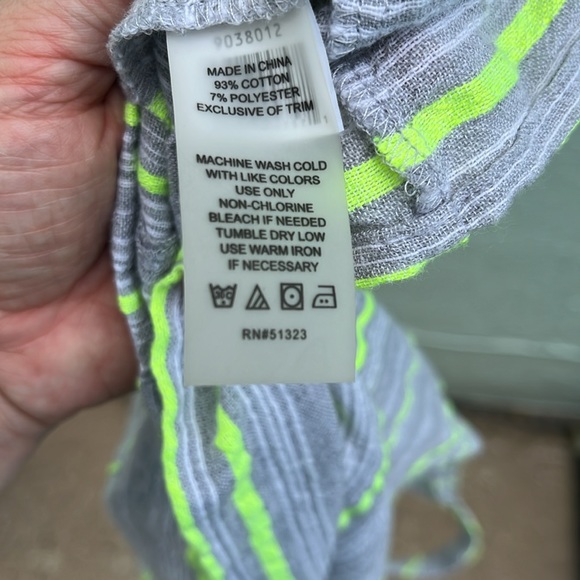 9038012
MADE IN CHINA
93% COTTON
7% POLYESTER
EXCLUSIVE OF TRIM
MACHINE WASH COLD
WITH LIKE COLORS
USE ONLY
NON-CHLORINE
BLEACH IF NEEDED
TUMBLE DRY LOW
USE WARM IRON
IF NECESSARY
RN#51323